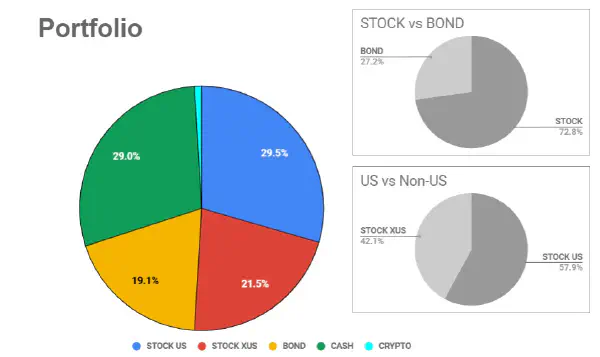 Portfolio
29.0%
29.5%
19.1%
21.5%
STOCK US
STOCK XUS
BOND
CASH
CRYPTO
STOCK vs BOND
BOND
27.2%
STOCK
72.8%
US vs Non-US
STOCK XUS
42.1%
STOCK US
57.9%